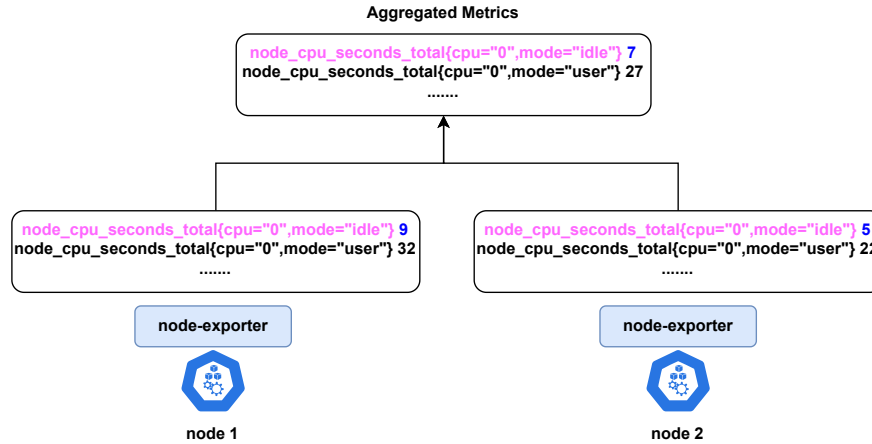 Aggregated Metrics
node_cpu_seconds_total{cpu="0",mode="idle"} 7
node_cpu_seconds_total{cpu="0",mode="user"} 27
.......
node_cpu_seconds_total{cpu="0",mode="idle"} 9
node_cpu_seconds_total{cpu="0",mode="user"} 32
.......
node_cpu_seconds_total{cpu="0",mode="idle"} 5
node_cpu_seconds_total{cpu="0",mode="user"} 22
.......
node-exporter
node-exporter
node 1
node 2